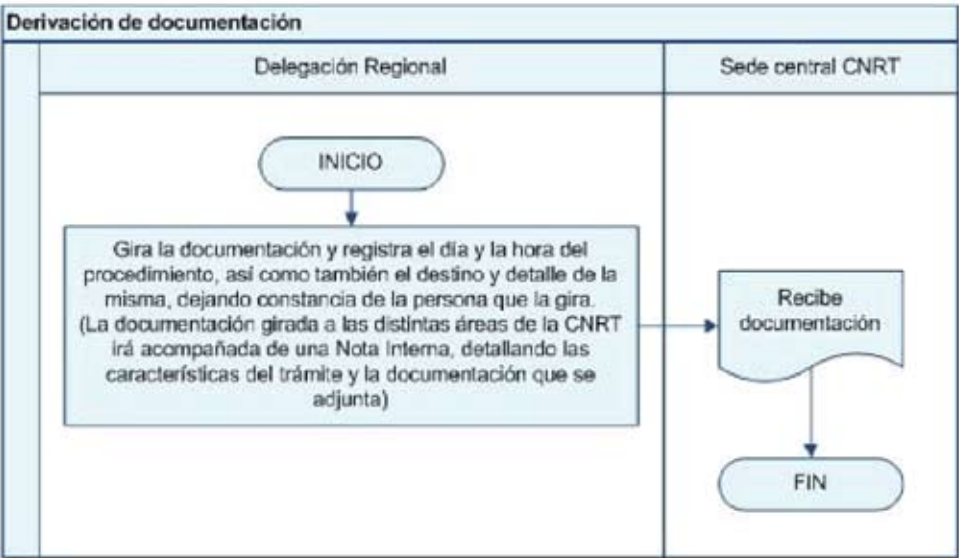 Derivación de documentación
Delegación Regional
Sede central CNRT
INICIO
Gira la documentación y registra el día y la hora del
procedimiento, así como también el destino y detalle de la
misma, dejando constancia de la persona que la gira.
(La documentación girada a las distintas áreas de la CNRT
irá acompañada de una Nota Interna, detallando las
características del trámite y la documentación que se
adjunta)
Recibe
documentación
FIN